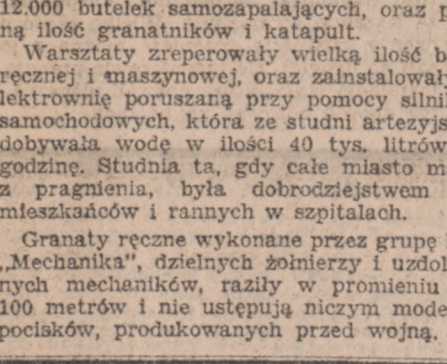 12.000 butelek samozapalających, oraz
ną ilość granatników i katapult.
Warsztaty zreperowały wielką ilość b
ręcznej i maszynowej, oraz zainstalował
lektrownię poruszaną przy pomocy silni
samochodowych, która ze studni artezyjs
dobywała wodę w ilości 40 tys. litrów
godzinę. Studnia ta, gdy całe miasto m
z pragnienia, była dobrodziejstwem
mieszkańców i rannych w szpitalach.
Granaty ręczne wykonane przez grupę
„Mechanika", dzielnych żołnierzy i uzdol
nych mechaników, raziły w promieniu
100 metrów i nie ustępują niczym mode
pocisków, produkowanych przed wojną.